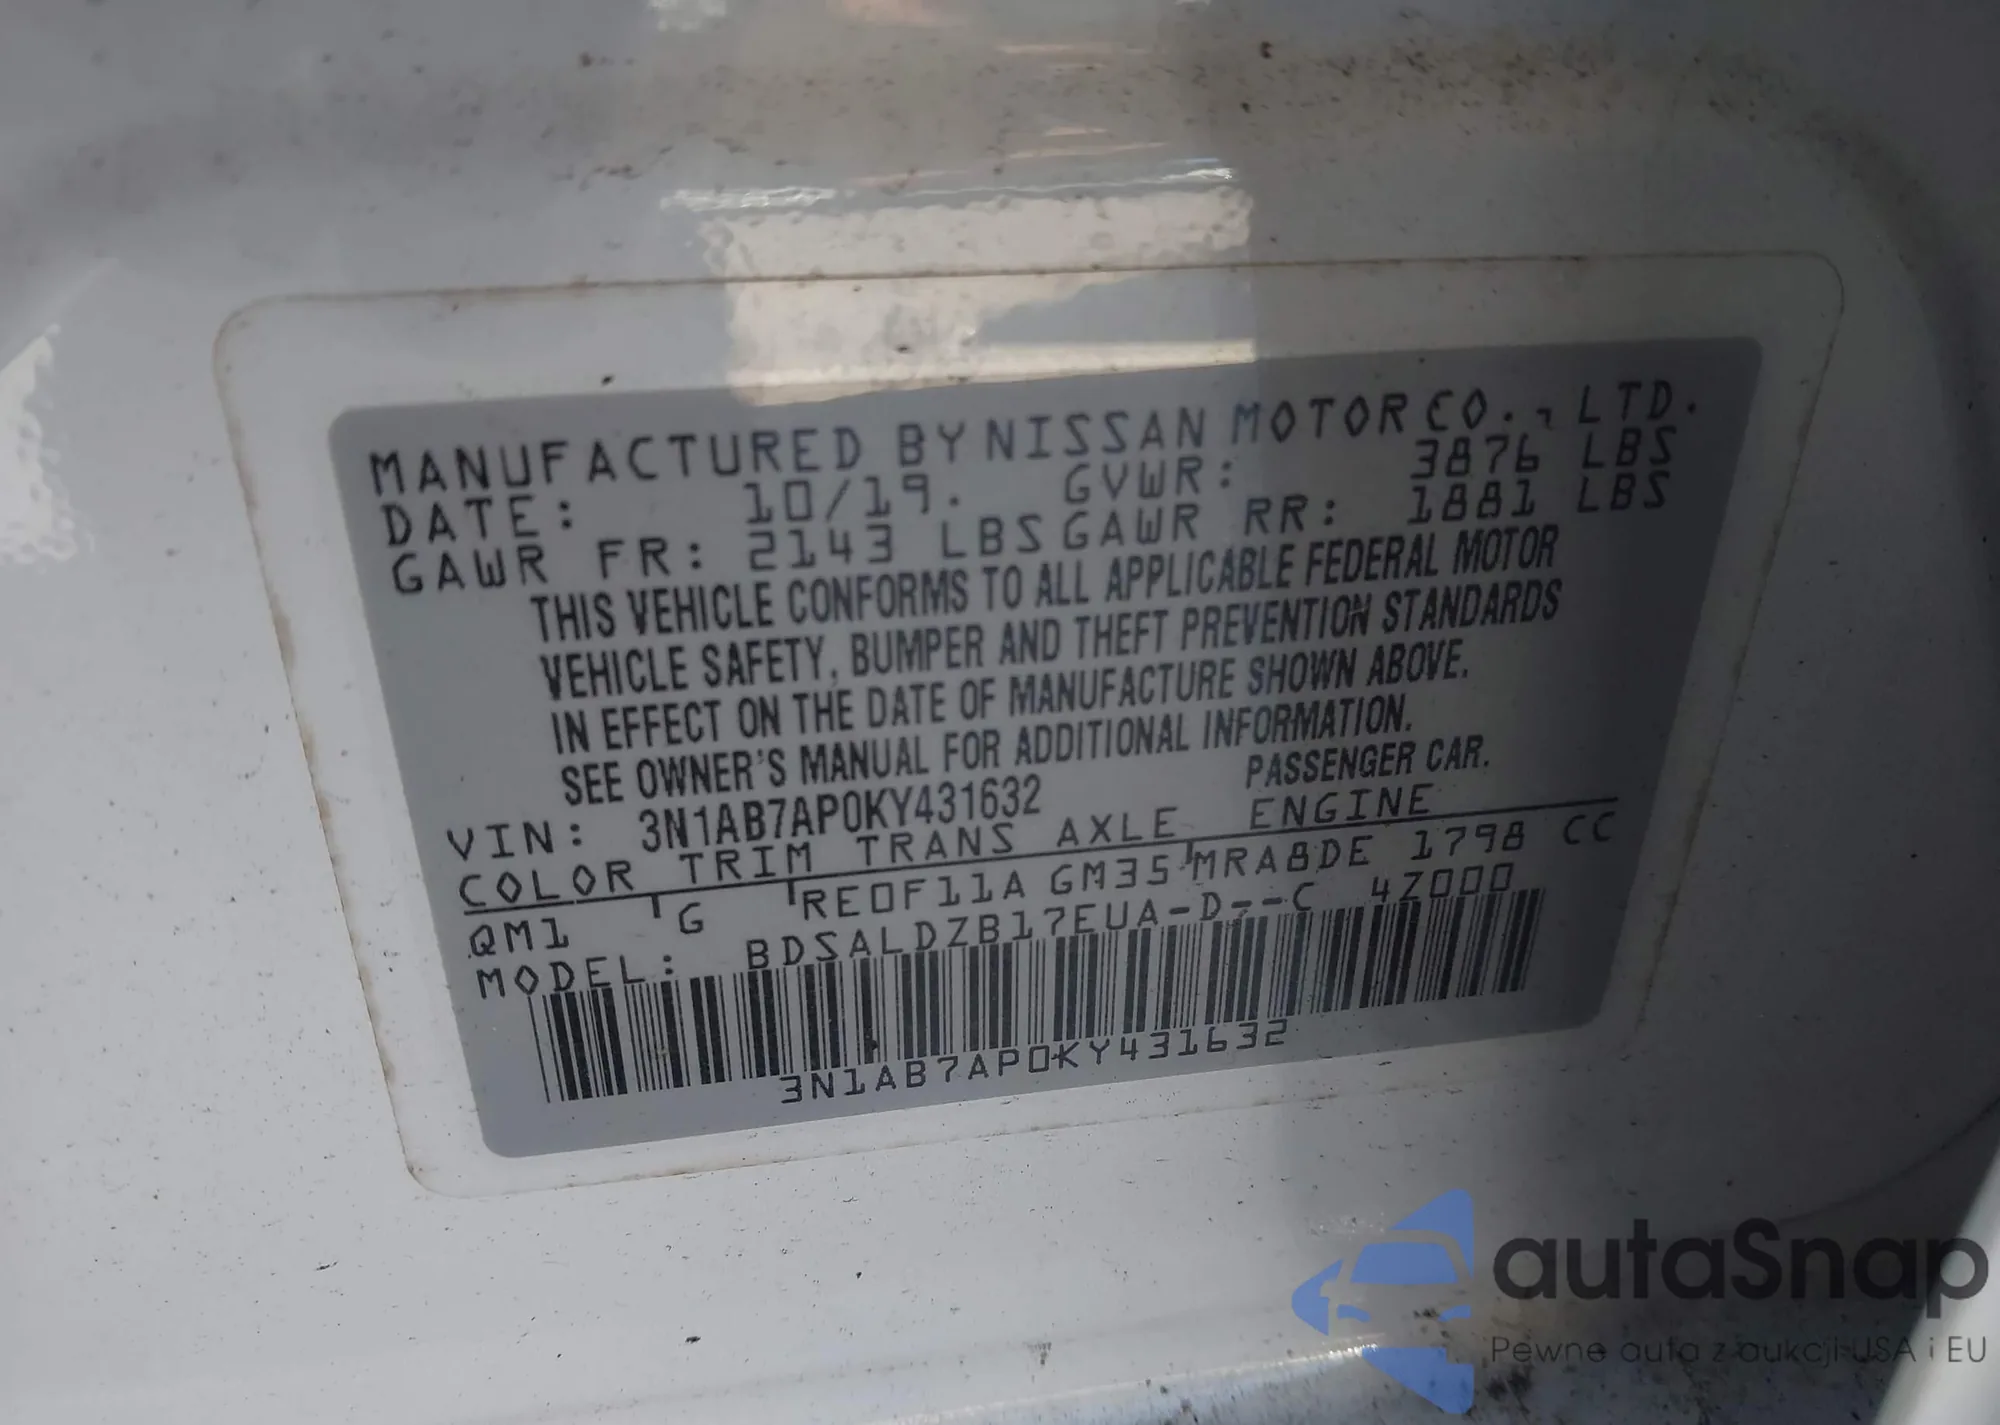 MANUFACTURED BY NISSAN MOTOR CO., LTD.
DATE: 10/19. GVWR: 3876 LBS
GAWR FR: 2143 LBS GAWR RR: 1881 LBS
THIS VEHICLE CONFORMS TO ALL APPLICABLE FEDERAL MOTOR
VEHICLE SAFETY, BUMPER AND THEFT PREVENTION STANDARDS
IN EFFECT ON THE DATE OF MANUFACTURE SHOWN ABOVE.
SEE OWNER'S MANUAL FOR ADDITIONAL INFORMATION.
VIN: 3N1AB7AP0KY431632 PASSENGER CAR.
COLOR TRIM TRANS AXLE ENGINE
QM1 G RE0F11A GM35 MRA8DE 1798 CC
MODEL: BDSALDZB17EUA-D--C 4Z000
3N1AB7AP0KY431632
autaSnap
Pewne auta z aukcji USA i EU